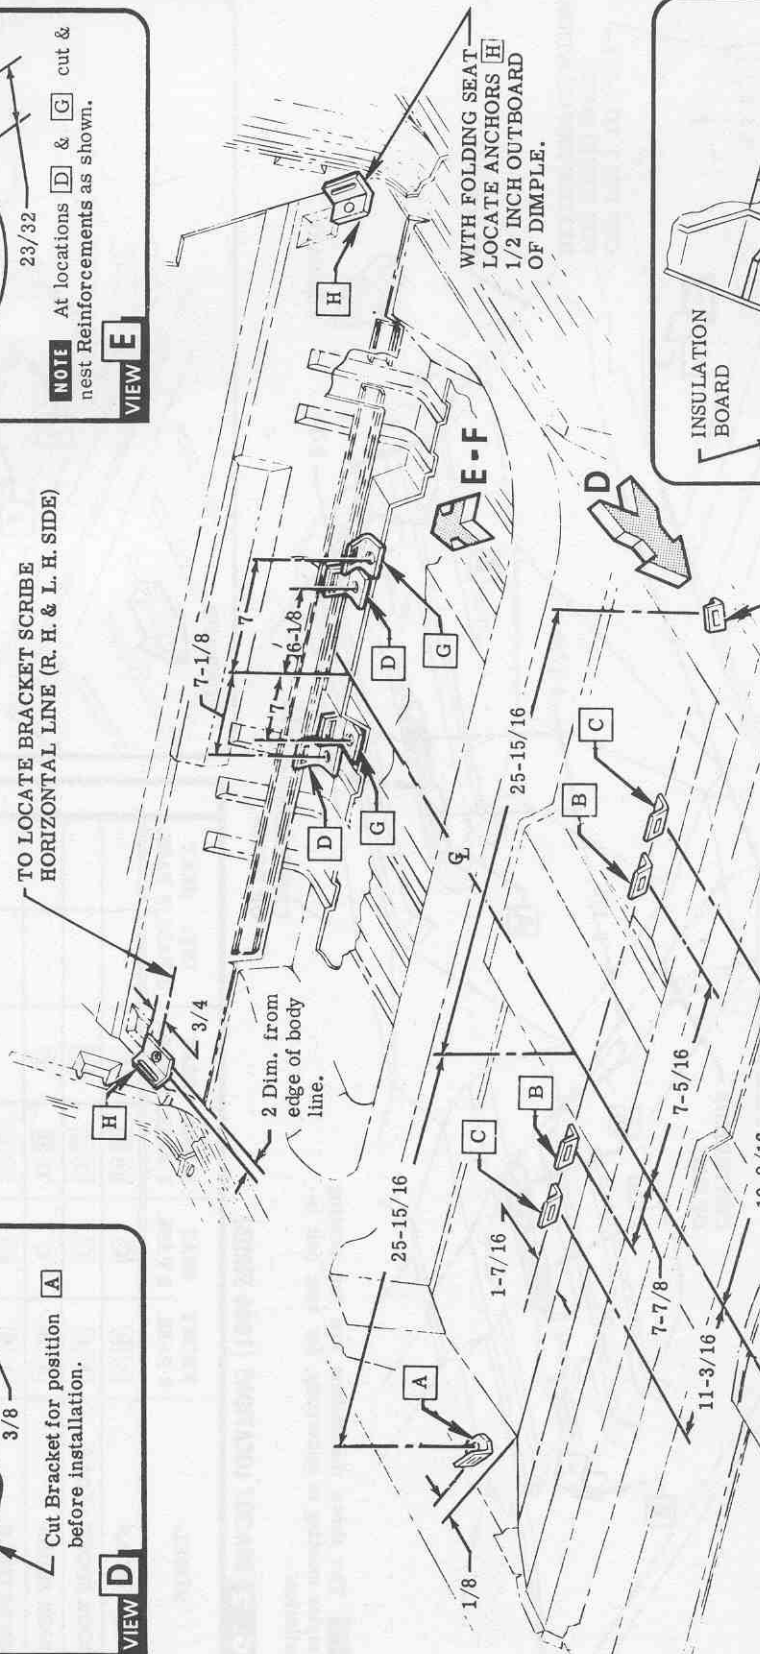 3/8
Cut Bracket for position A
before installation.
VIEW D
TO LOCATE BRACKET SCRIBE
HORIZONTAL LINE (R. H. & L. H. SIDE)
23/32
NOTE At locations D & G cut &
nest Reinforcements as shown.
VIEW E
H
3/4
2 Dim. from
edge of body
line.
7-1/8
7
7
6-1/8
D
G
D
G
H
WITH FOLDING SEAT
LOCATE ANCHORS H
1/2 INCH OUTBOARD
OF DIMPLE.
E-F
D
INSULATION
BOARD
25-15/16
25-15/16
℄
A
1/8
C
B
1-7/16
B
C
7-5/16
7-7/8
11-3/16